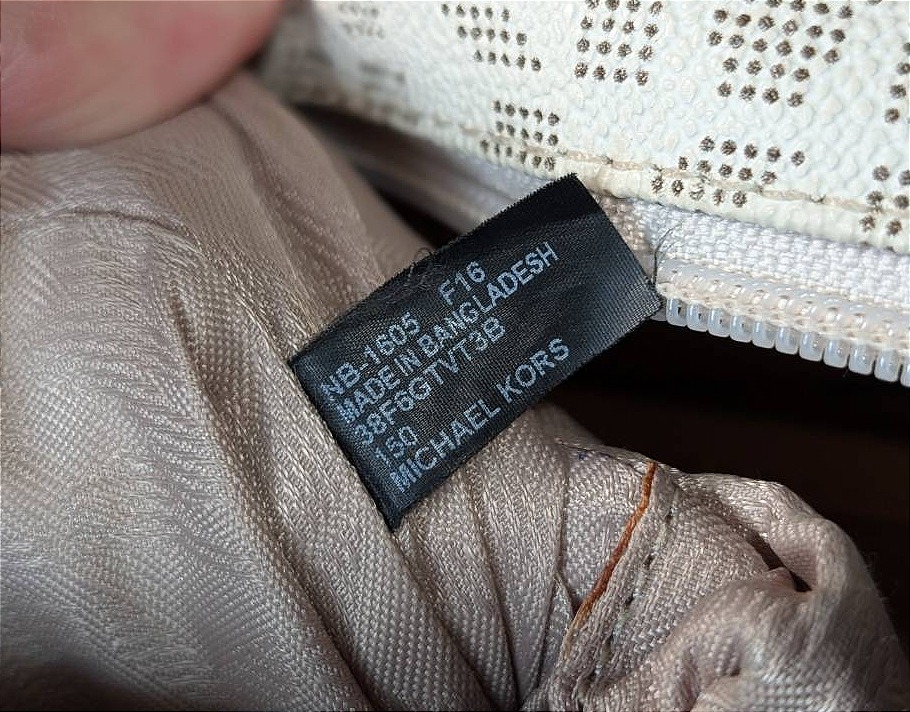 NB-1605 F16
MADE IN BANGLADESH
38F6GTVT3B
150
MICHAEL KORS